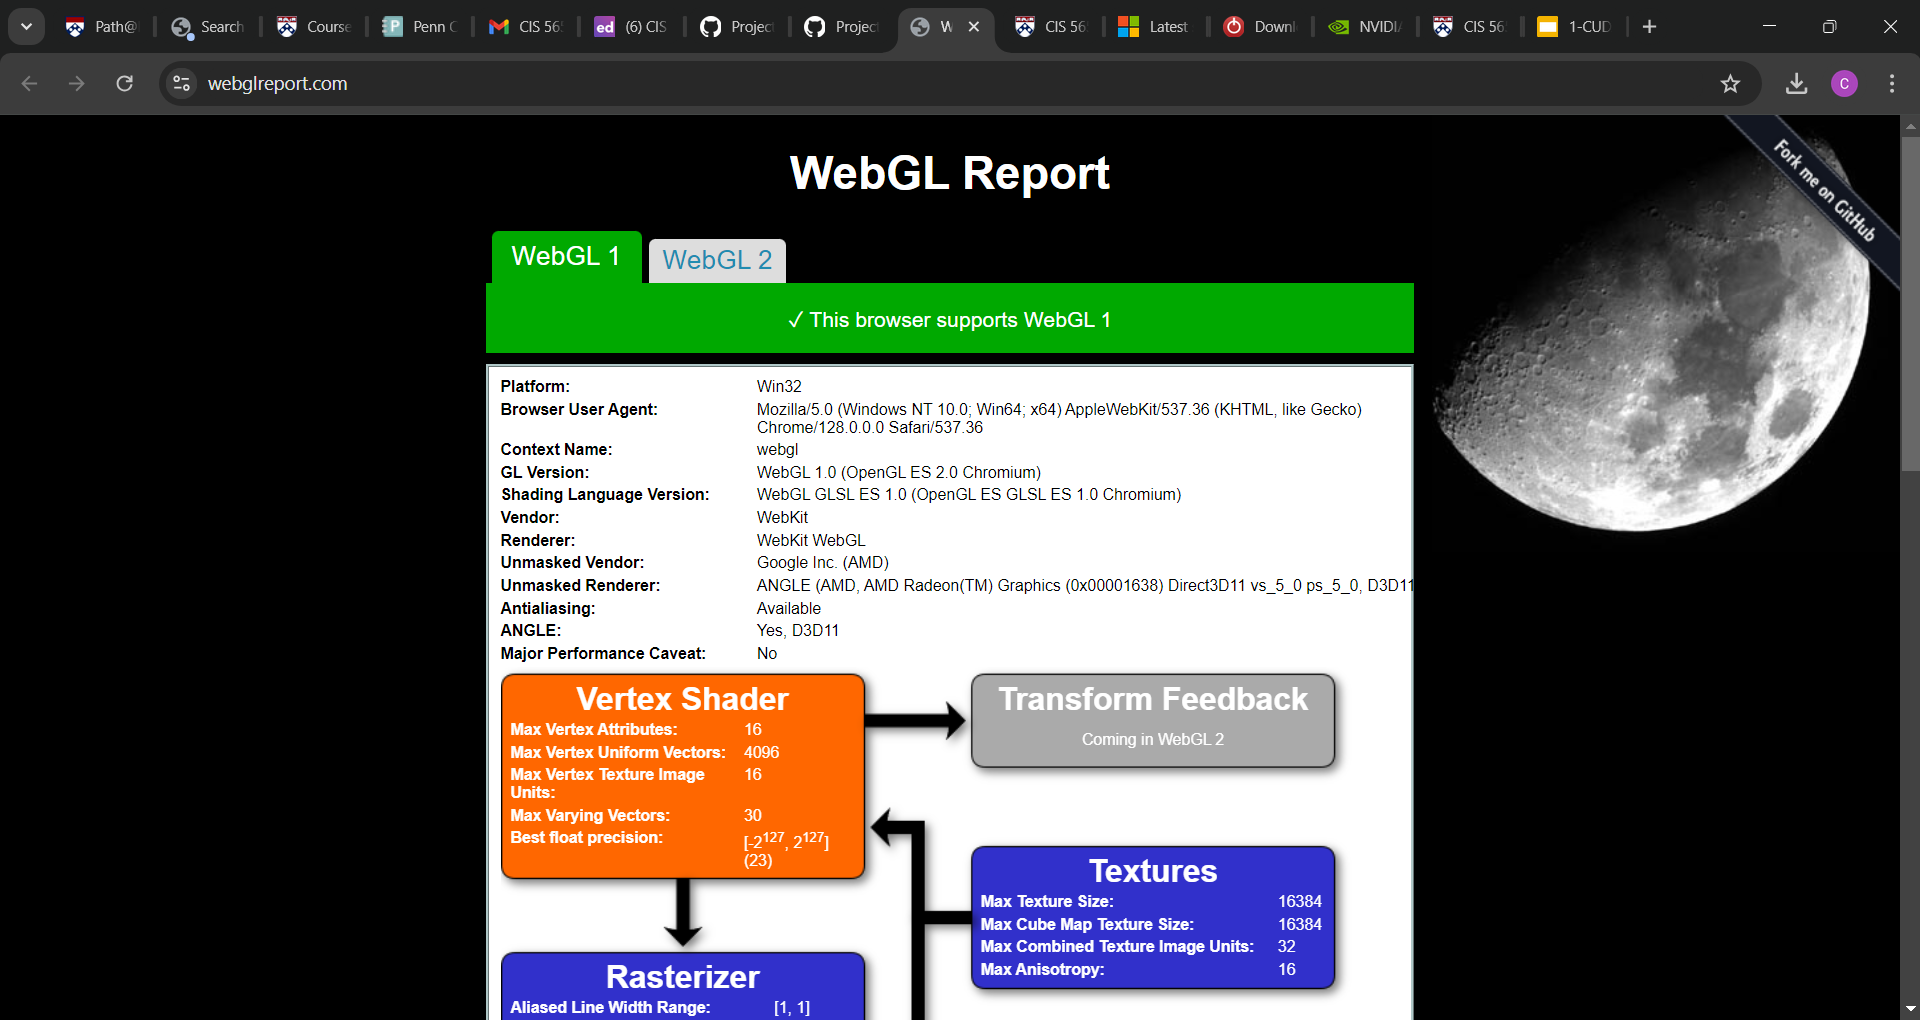 Path@
Search
Course
Penn C
CIS 56
(6) CIS
Project
Project
W
CIS 56
Latest
Downl
NVIDIA
CIS 56
1-CUD
webglreport.com
C
Fork me on GitHub
WebGL Report
WebGL 1
WebGL 2
✓ This browser supports WebGL 1
Platform: Win32
Browser User Agent: Mozilla/5.0 (Windows NT 10.0; Win64; x64) AppleWebKit/537.36 (KHTML, like Gecko)
Chrome/128.0.0.0 Safari/537.36
Context Name: webgl
GL Version: WebGL 1.0 (OpenGL ES 2.0 Chromium)
Shading Language Version: WebGL GLSL ES 1.0 (OpenGL ES GLSL ES 1.0 Chromium)
Vendor: WebKit
Renderer: WebKit WebGL
Unmasked Vendor: Google Inc. (AMD)
Unmasked Renderer: ANGLE (AMD, AMD Radeon(TM) Graphics (0x00001638) Direct3D11 vs_5_0 ps_5_0, D3D11
Antialiasing: Available
ANGLE: Yes, D3D11
Major Performance Caveat: No
Vertex Shader
Max Vertex Attributes: 16
Max Vertex Uniform Vectors: 4096
Max Vertex Texture Image 16
Units:
Max Varying Vectors: 30
Best float precision: [-2¹²⁷, 2¹²⁷]
(23)
Transform Feedback
Coming in WebGL 2
Textures
Max Texture Size: 16384
Max Cube Map Texture Size: 16384
Max Combined Texture Image Units: 32
Max Anisotropy: 16
Rasterizer
Aliased Line Width Range: [1, 1]